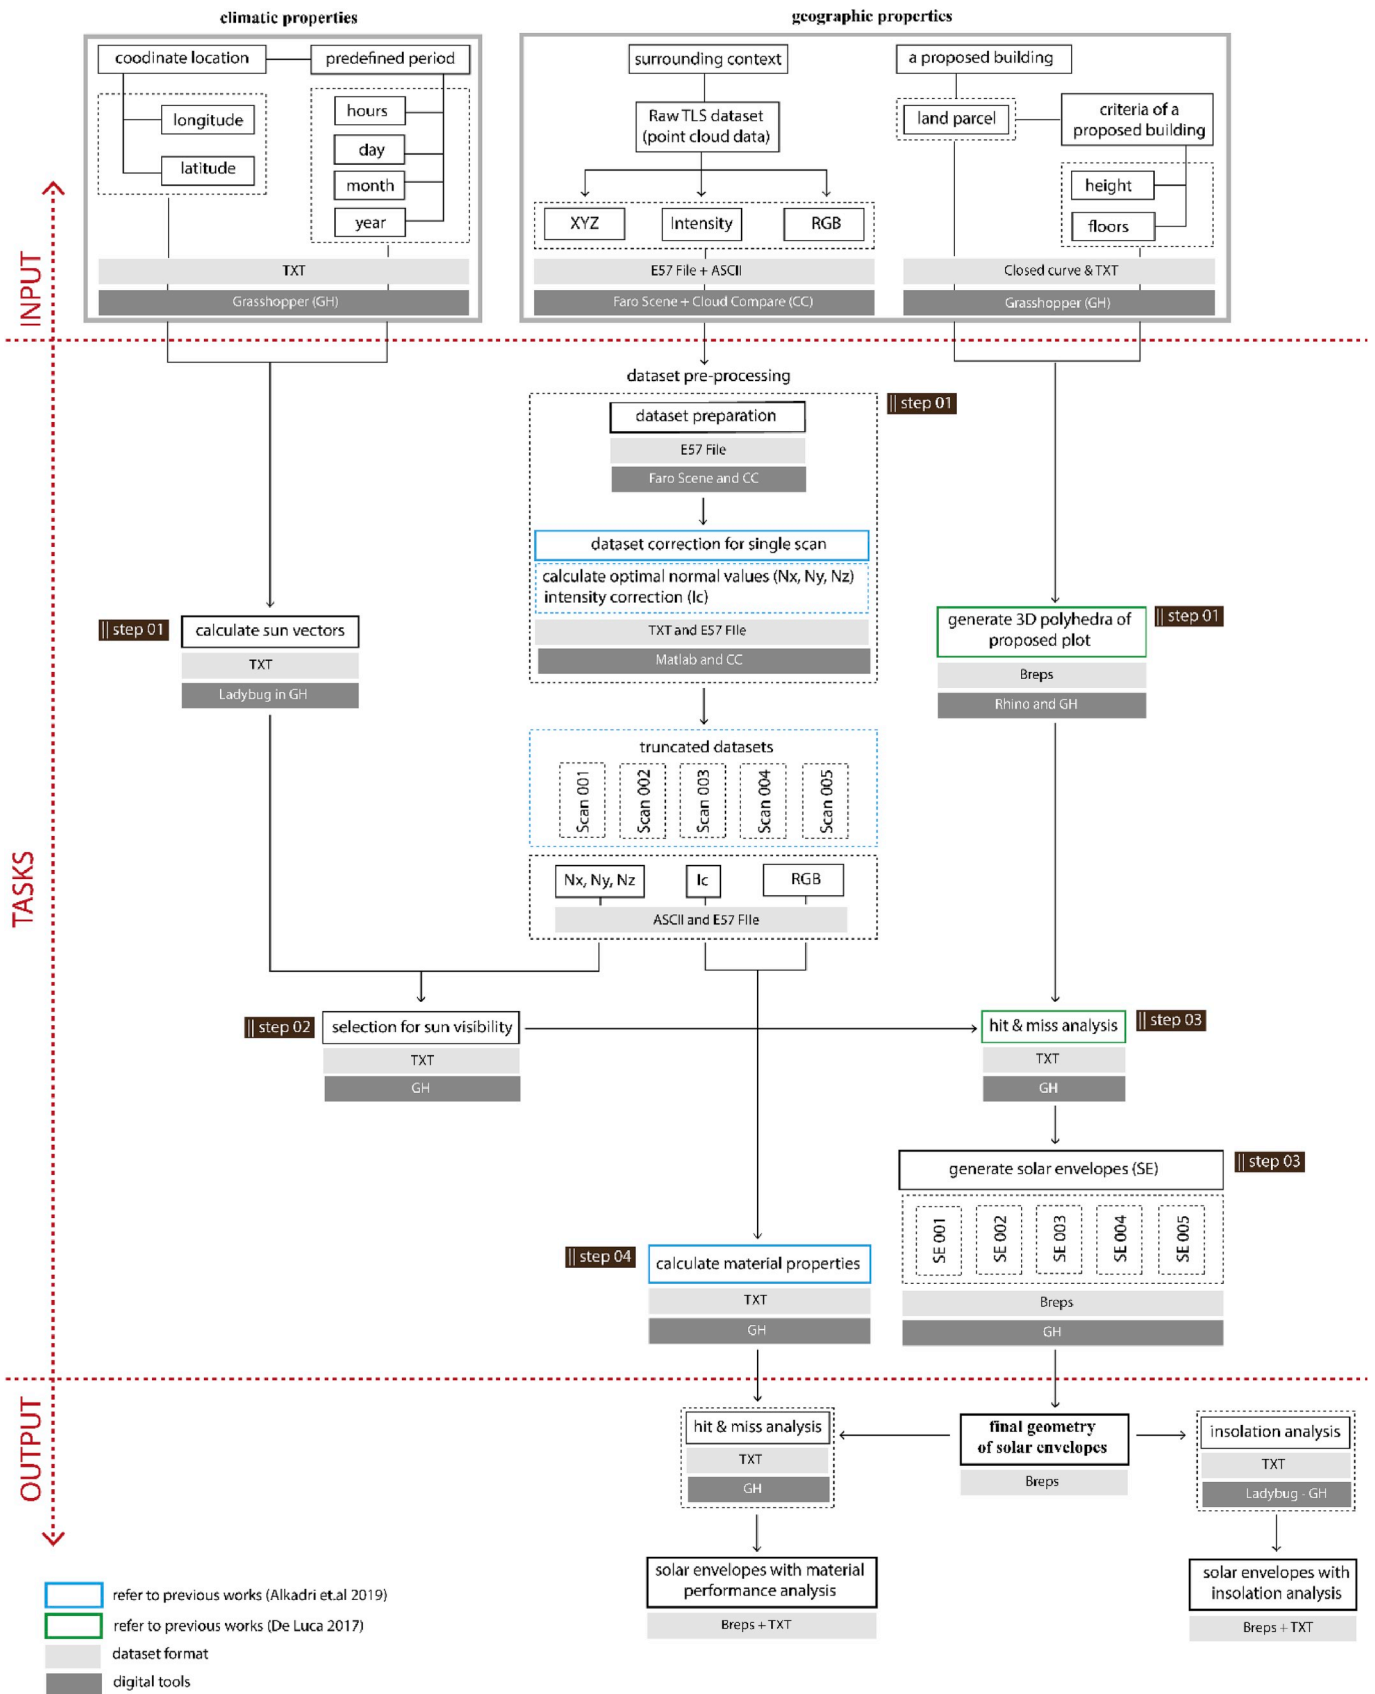 climatic properties
geographic properties
coodinate location
predefined period
longitude
latitude
hours
day
month
year
TXT
Grasshopper (GH)
surrounding context
Raw TLS dataset
(point cloud data)
XYZ
Intensity
RGB
E57 File + ASCII
Faro Scene + Cloud Compare (CC)
a proposed building
land parcel
criteria of a
proposed building
height
floors
Closed curve & TXT
Grasshopper (GH)
INPUT
TASKS
OUTPUT
dataset pre-processing
|| step 01
dataset preparation
E57 File
Faro Scene and CC
dataset correction for single scan
calculate optimal normal values (Nx, Ny, Nz)
intensity correction (Ic)
TXT and E57 FIle
Matlab and CC
|| step 01
calculate sun vectors
TXT
Ladybug in GH
generate 3D polyhedra of
proposed plot
|| step 01
Breps
Rhino and GH
truncated datasets
Scan 001
Scan 002
Scan 003
Scan 004
Scan 005
Nx, Ny, Nz
Ic
RGB
ASCII and E57 FIle
|| step 02
selection for sun visibility
TXT
GH
hit & miss analysis
|| step 03
TXT
GH
generate solar envelopes (SE)
|| step 03
SE 001
SE 002
SE 003
SE 004
SE 005
Breps
GH
|| step 04
calculate material properties
TXT
GH
hit & miss analysis
TXT
GH
final geometry
of solar envelopes
Breps
insolation analysis
TXT
Ladybug - GH
solar envelopes with material
performance analysis
Breps + TXT
solar envelopes with
insolation analysis
Breps + TXT
refer to previous works (Alkadri et.al 2019)
refer to previous works (De Luca 2017)
dataset format
digital tools